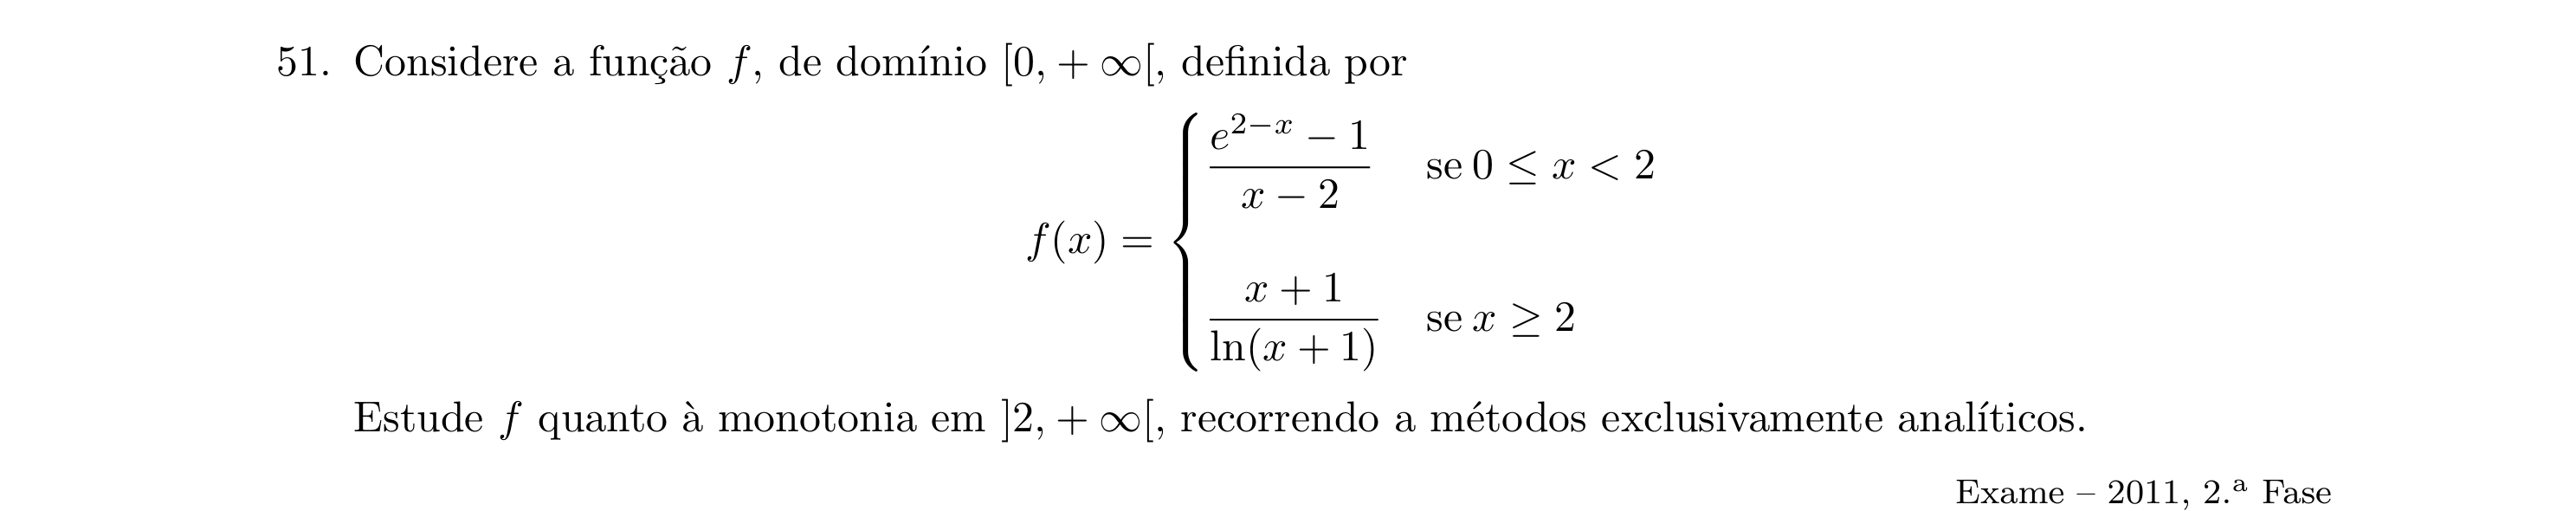 51. Considere a função f, de domínio [0, + ∞[, definida por
f(x) = { (e^{2−x} − 1)/(x − 2) se 0 ≤ x < 2
(x + 1)/(ln(x + 1)) se x ≥ 2
Estude f quanto à monotonia em ]2, + ∞[, recorrendo a métodos exclusivamente analíticos.
Exame – 2011, 2.ª Fase